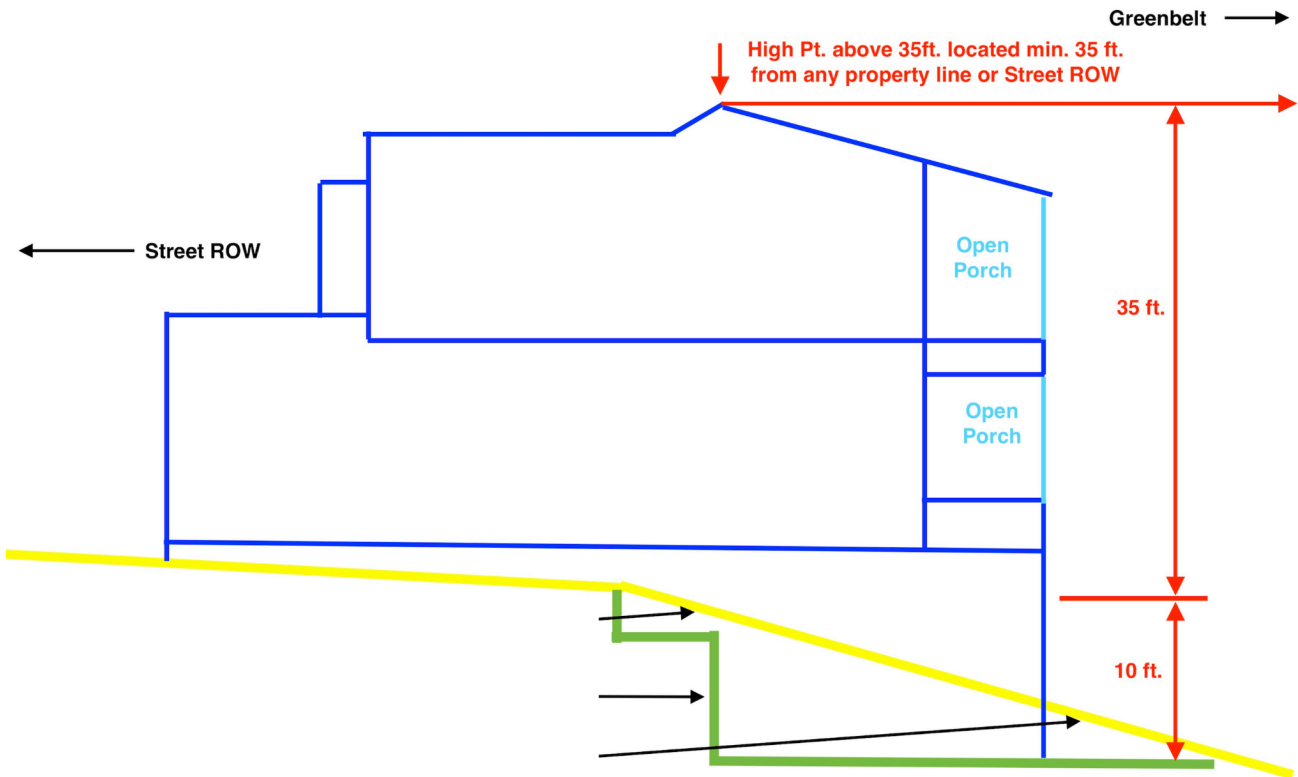 Greenbelt
High Pt. above 35ft. located min. 35 ft.
from any property line or Street ROW
Street ROW
Open
Porch
35 ft.
Open
Porch
10 ft.